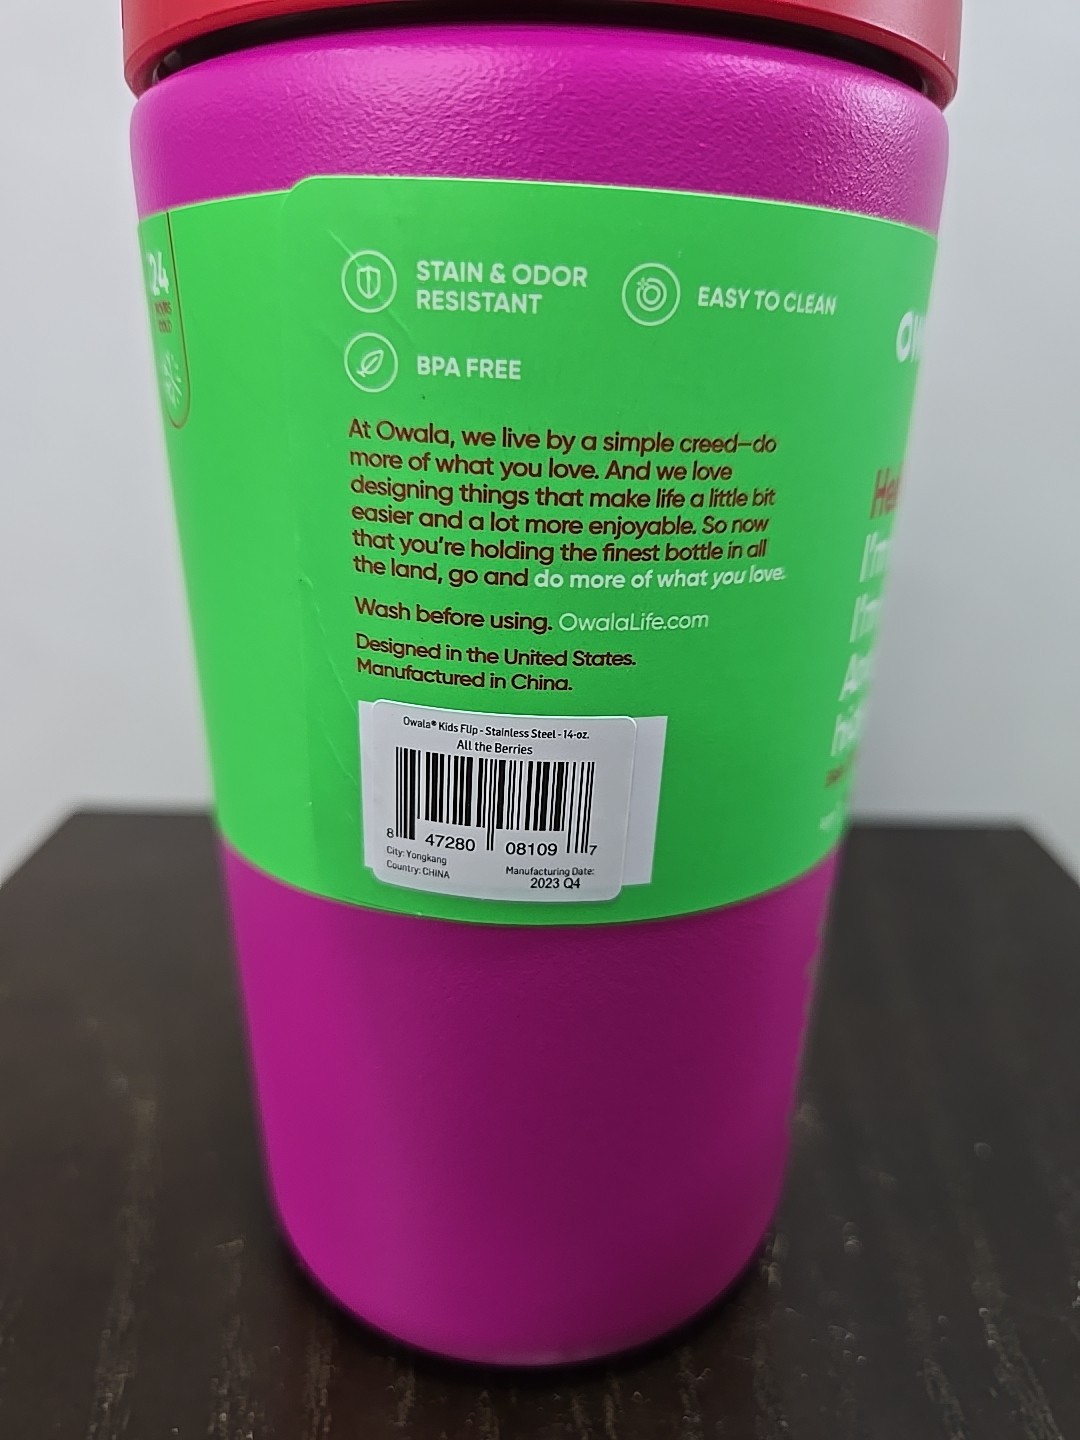 24
HOURS
COLD
STAIN & ODOR
RESISTANT
EASY TO CLEAN
BPA FREE
At Owala, we live by a simple creed—do
more of what you love. And we love
designing things that make life a little bit
easier and a lot more enjoyable. So now
that you're holding the finest bottle in all
the land, go and do more of what you love.
Wash before using. OwalaLife.com
Designed in the United States.
Manufactured in China.
Owala® Kids Flip - Stainless Steel - 14-oz.
All the Berries
8 47280 08109 7
City: Yongkang
Country: CHINA
Manufacturing Date:
2023 Q4